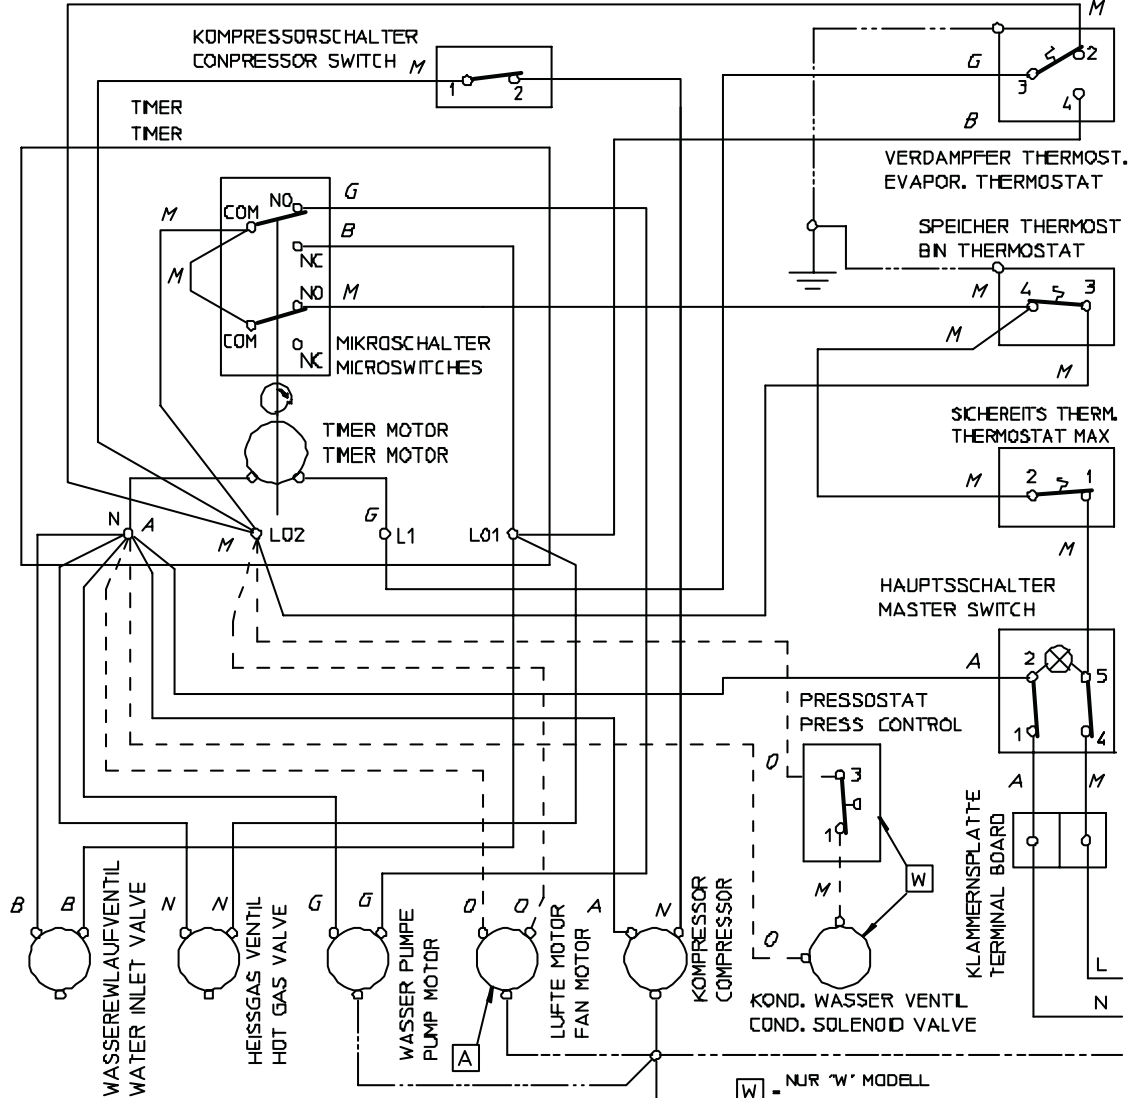 M
KOMPRESSORSCHALTER
CONPRESSOR SWITCH
M
1
2
G
3
2
4
B
TIMER
TIMER
VERDAMPFER THERMOST.
EVAPOR. THERMOSTAT
G
NO
COM
M
B
NC
M
NO
M
COM
NC
MIKROSCHALTER
MICROSWITCHES
SPEICHER THERMOST
BIN THERMOSTAT
M
4
3
M
M
TIMER MOTOR
TIMER MOTOR
SICHEREITS THERM.
THERMOSTAT MAX
M
2
1
N
A
M
LO2
G
L1
LO1
M
HAUPTSSCHALTER
MASTER SWITCH
A
2
5
1
4
PRESSOSTAT
PRESS CONTROL
O
3
1
A
M
KLAMMERNSPLATTE
TERMINAL BOARD
W
M
B
B
N
N
G
G
O
O
A
N
O
WASSEREWLAUFVENTIL
WATER INLET VALVE
HEISSGAS VENTIL
HOT GAS VALVE
WASSER PUMPE
PUMP MOTOR
LUFTE MOTOR
FAN MOTOR
KOMPRESSOR
COMPRESSOR
KOND. WASSER VENTIL
COND. SOLENOID VALVE
L
N
A
W - NUR "W" MODELL